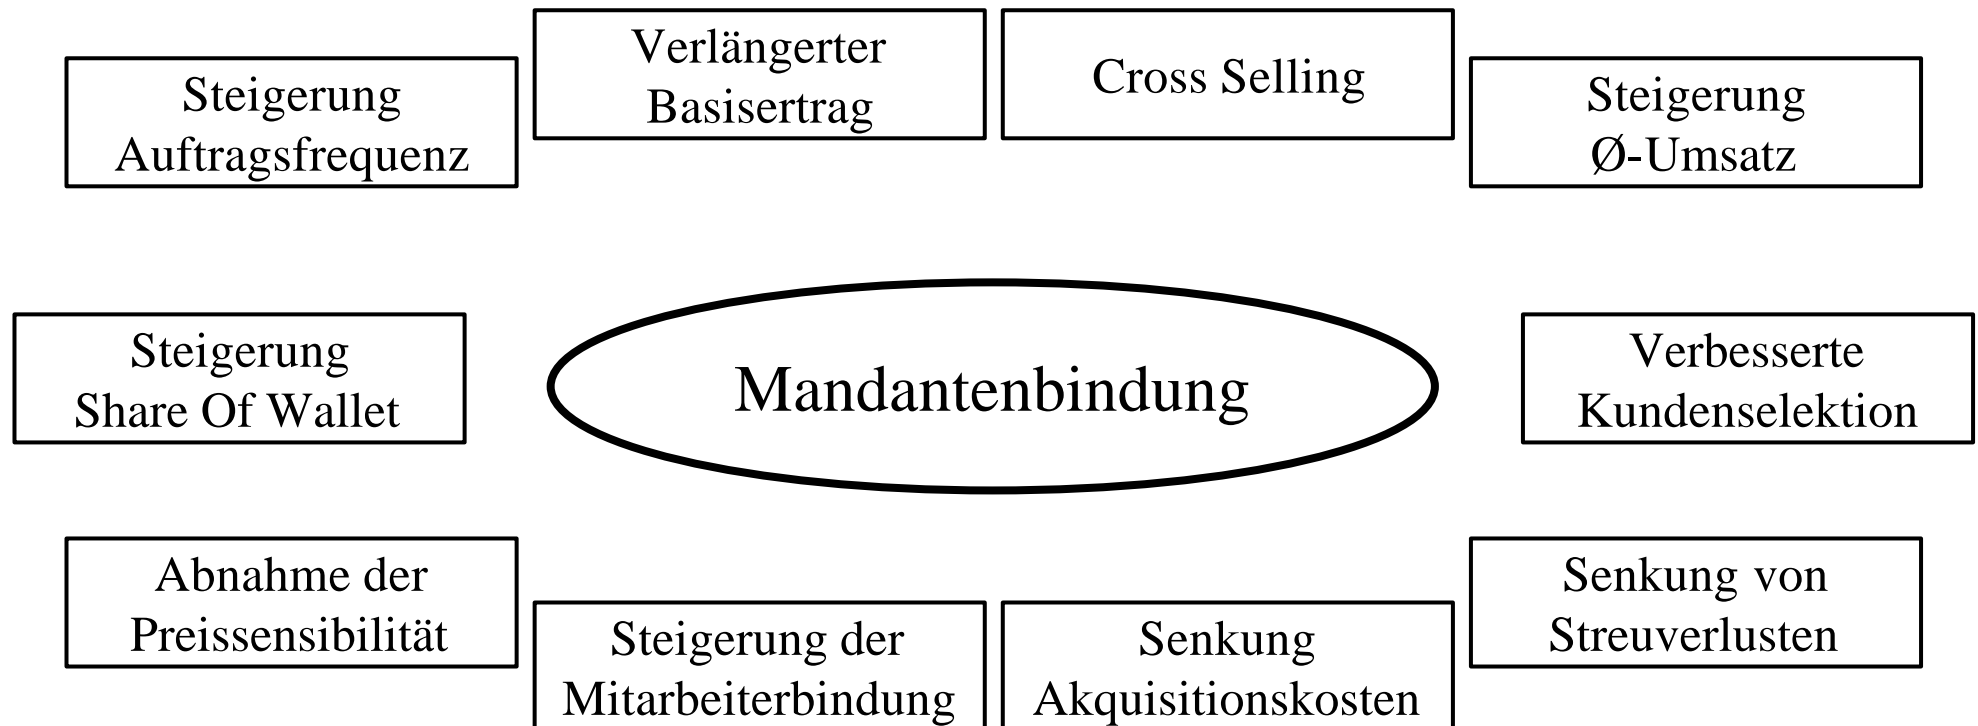 Steigerung
Auftragsfrequenz
Verlängerter
Basisertrag
Cross Selling
Steigerung
Ø-Umsatz
Steigerung
Share Of Wallet
Mandantenbindung
Verbesserte
Kundenselektion
Abnahme der
Preissensibilität
Steigerung der
Mitarbeiterbindung
Senkung
Akquisitionskosten
Senkung von
Streuverlusten